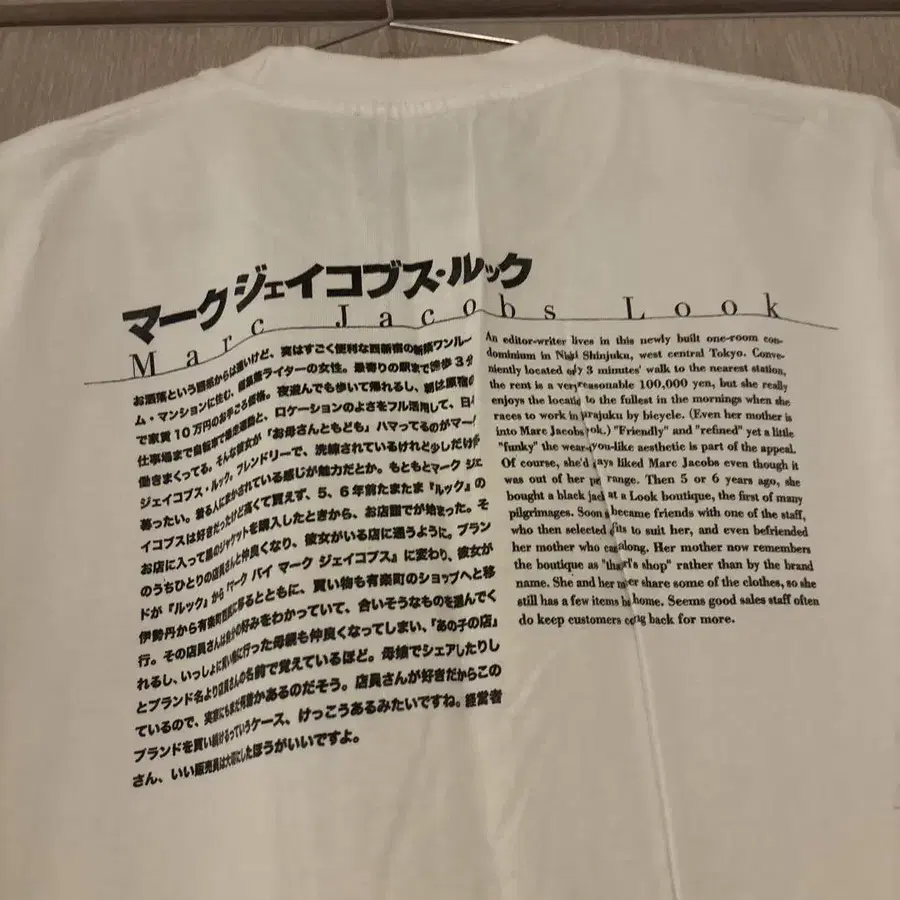 マーク ジェイコブス・ルック
Marc Jacobs Look
お洒落という感じからは遠いけど、実はすごく便利な西新宿の新築ワンルー
ム・マンションに住む、編集兼ライターの女性。最寄りの駅まで徒歩3分
で家賃10万円のお手ごろ価格。夜遊んでも歩いて帰れるし、朝は原宿の
仕事場まで自転車で爆走通勤と、ロケーションのよさをフル活用して、日々
働きまくってる。そんな彼女が「お母さんともども」ハマってるのがマーク
ジェイコブス・ルック。フレンドリーで、洗練されているけれど少しだけ
着る人にまかされている感じが魅力だとか。もともとマーク ジェ
イコブスは好きだったけど高くて買えず、5、6年前たまたま『ルック』の
お店に入って黒のジャケットを購入したときから、お店詣でが始まった。そ
のうちひとりの店員さんと仲良くなり、彼女がいる店に通うように。ブラン
ドが『ルック』から『マーク バイ マーク ジェイコブス』に変わり、彼女が
伊勢丹から有楽町西武に移るとともに、買い物も有楽町のショップへと移
行。その店員さんは自分の好みをわかっていて、合いそうなものを選んでく
れるし、いっしょに買い物に行った母親も仲良くなってしまい、「あの子の店」
とブランド名より店員さんの名前で覚えているほど。母娘でシェアしたりし
ているので、実家にもまだ何着かあるのだそう。店員さんが好きだからこの
ブランドを買い続けるっていうケース、けっこうあるみたいですね。経営者
さん、いい販売員は大切にしたほうがいいですよ。
An editor-writer lives in this newly built one-room con-
dominium in Nishi Shinjuku, west central Tokyo. Conve-
niently located only 3 minutes' walk to the nearest station,
the rent is a very reasonable 100,000 yen, but she really
enjoys the location to the fullest in the mornings when she
races to work in Harajuku by bicycle. (Even her mother is
into Marc Jacobs Look.) "Friendly" and "refined" yet a little
"funky" the wear-you-like aesthetic is part of the appeal.
Of course, she'd always liked Marc Jacobs even though it
was out of her price range. Then 5 or 6 years ago, she
bought a black jacket at a Look boutique, the first of many
pilgrimages. Soon she became friends with one of the staff,
who then selected outfits to suit her, and even befriended
her mother who came along. Her mother now remembers
the boutique as "that girl's shop" rather than by the brand
name. She and her mother share some of the clothes, so she
still has a few items back home. Seems good sales staff often
do keep customers coming back for more.